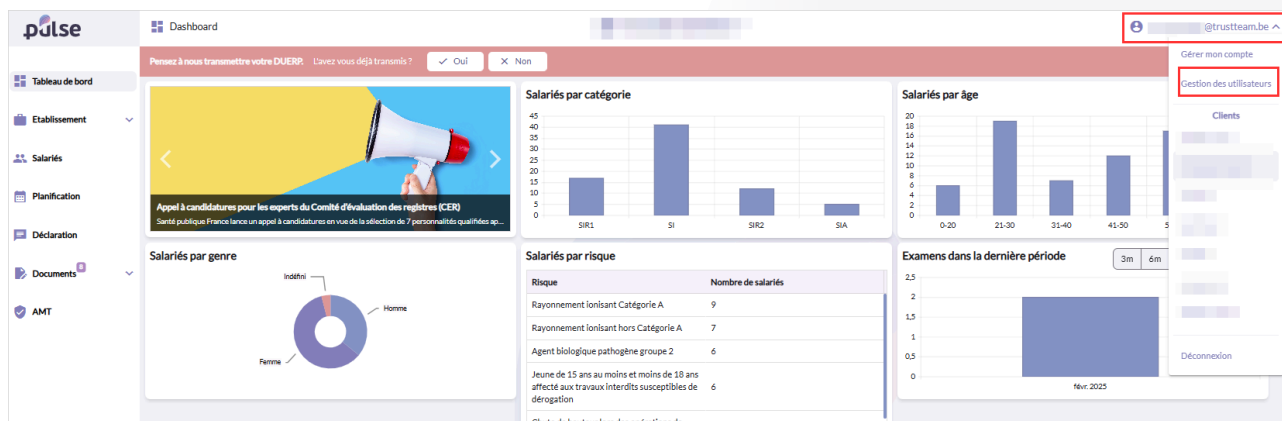 pulse
Dashboard
@trustteam.be
Pensez à nous transmettre votre DUERP. L'avez vous déjà transmis ?
Oui
Non
Gérer mon compte
Gestion des utilisateurs
Clients
Déconnexion
Tableau de bord
Etablissement
Salariés
Planification
Déclaration
Documents
AMT
Appel à candidatures pour les experts du Comité d'évaluation des registres (CER)
Santé publique France lance un appel à candidatures en vue de la sélection de 7 personnalités qualifiées ap...
Salariés par catégorie
45
40
35
30
25
20
15
10
5
0
SIR1
SI
SIR2
SIA
Salariés par âge
20
18
16
14
12
10
8
6
4
2
0
0-20
21-30
31-40
41-50
Salariés par genre
Indéfini
Homme
Femme
Salariés par risque
Risque
Nombre de salariés
Rayonnement ionisant Catégorie A
9
Rayonnement ionisant hors Catégorie A
7
Agent biologique pathogène groupe 2
6
Jeune de 15 ans au moins et moins de 18 ans
affecté aux travaux interdits susceptibles de
dérogation
6
Examens dans la dernière période
3m
6m
2,5
2
1,5
1
0,5
0
févr. 2025